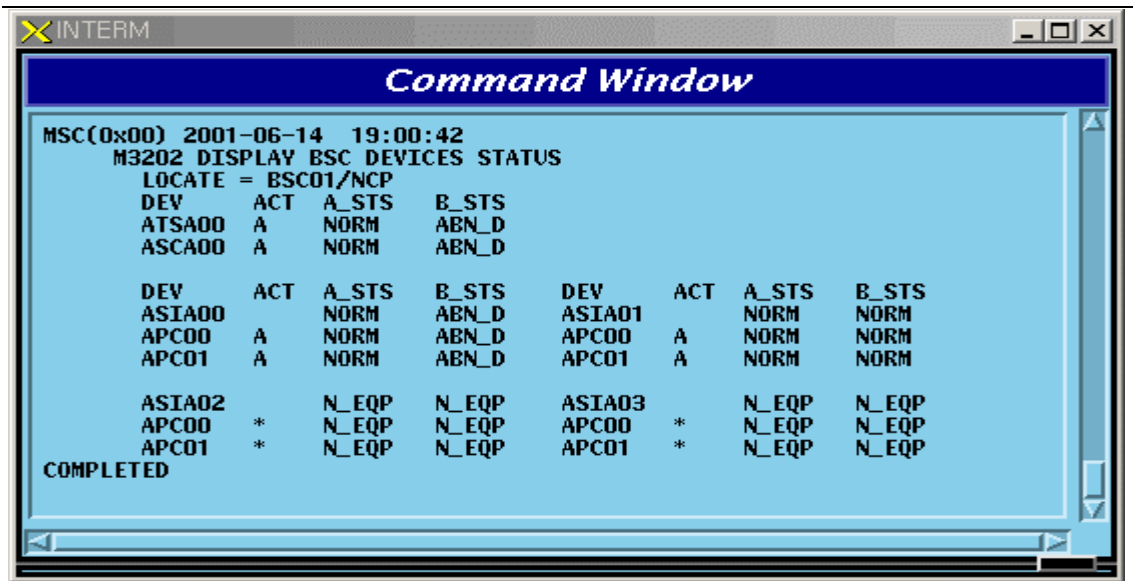 INTERM
Command Window
MSC(0x00) 2001-06-14 19:00:42
M3202 DISPLAY BSC DEVICES STATUS
LOCATE = BSC01/NCP
DEV ACT A_STS B_STS
ATSA00 A NORM ABN_D
ASCA00 A NORM ABN_D
DEV ACT A_STS B_STS DEV ACT A_STS B_STS
ASIA00 NORM ABN_D ASIA01 NORM NORM
APC00 A NORM ABN_D APC00 A NORM NORM
APC01 A NORM ABN_D APC01 A NORM NORM
ASIA02 N_EQP N_EQP ASIA03 N_EQP N_EQP
APC00 * N_EQP N_EQP APC00 * N_EQP N_EQP
APC01 * N_EQP N_EQP APC01 * N_EQP N_EQP
COMPLETED